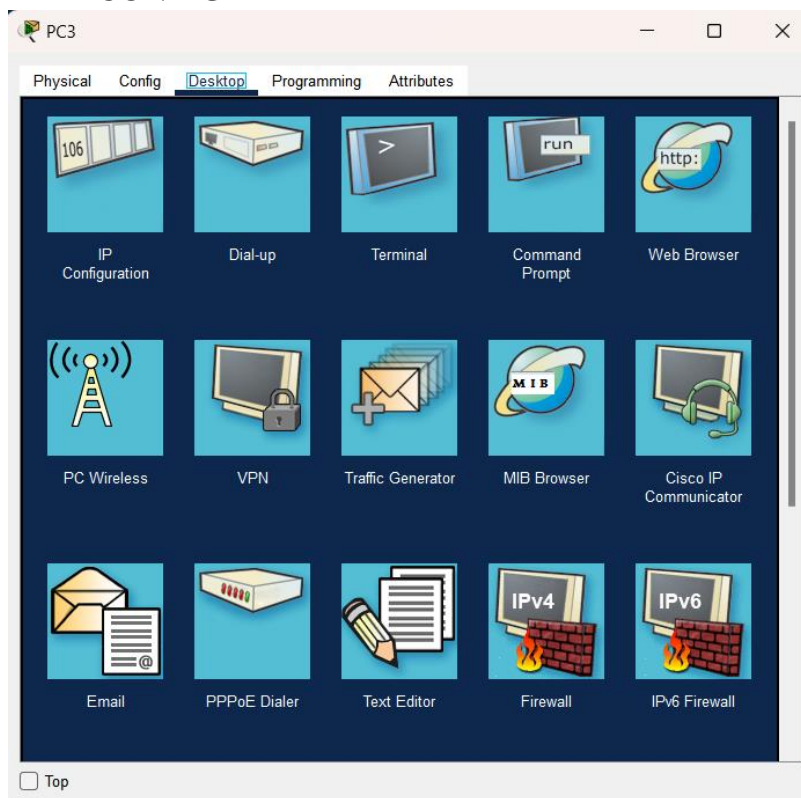 PC3
Physical Config Desktop Programming Attributes
106
>
run
http:
IP
Configuration
Dial-up
Terminal
Command
Prompt
Web Browser
MIB
PC Wireless
VPN
Traffic Generator
MIB Browser
Cisco IP
Communicator
@
IPv4
IPv6
Email
PPPoE Dialer
Text Editor
Firewall
IPv6 Firewall
Top